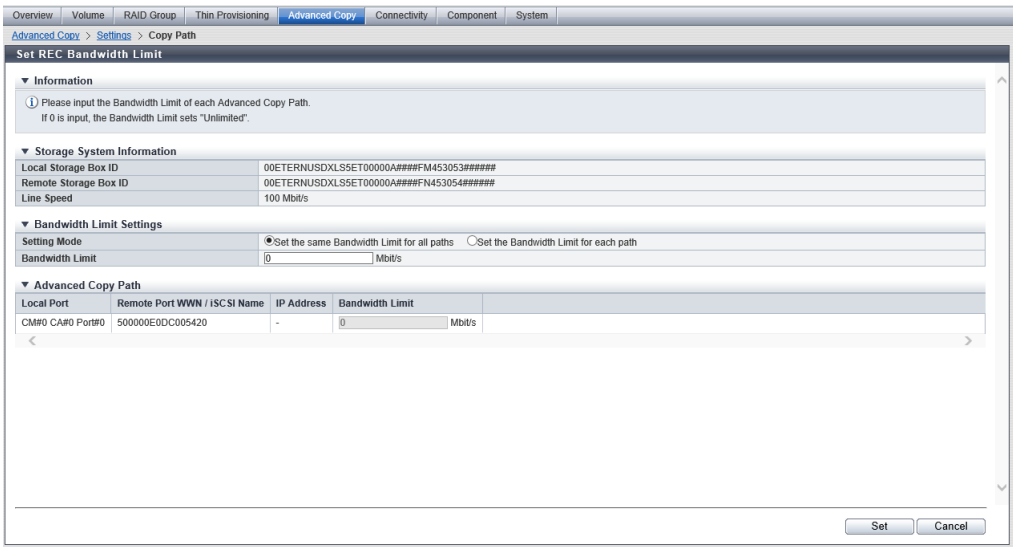 Overview Volume RAID Group Thin Provisioning Advanced Copy Connectivity Component System
Advanced Copy > Settings > Copy Path
Set REC Bandwidth Limit
Information
Please input the Bandwidth Limit of each Advanced Copy Path.
If 0 is input, the Bandwidth Limit sets "Unlimited".
Storage System Information
Local Storage Box ID 00ETERNUSDXLS5ET00000A####FM453053######
Remote Storage Box ID 00ETERNUSDXLS5ET00000A####FN453054######
Line Speed 100 Mbit/s
Bandwidth Limit Settings
Setting Mode Set the same Bandwidth Limit for all paths Set the Bandwidth Limit for each path
Bandwidth Limit 0 Mbit/s
Advanced Copy Path
Local Port Remote Port WWN / iSCSI Name IP Address Bandwidth Limit
CM#0 CA#0 Port#0 500000E0DC005420 - 0 Mbit/s
Set Cancel